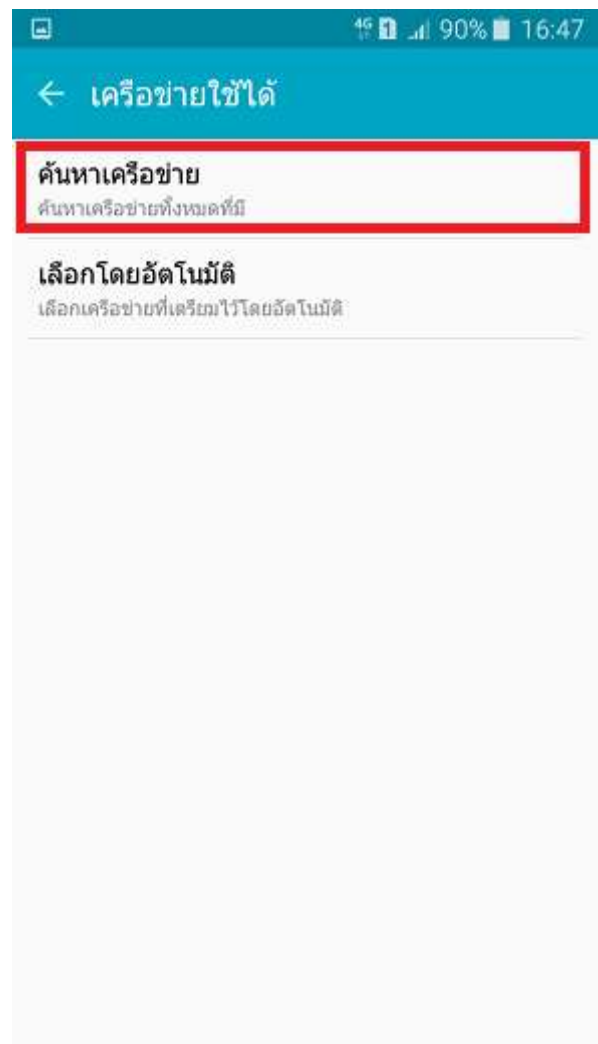 4G 1 90% 16:47
เครือข่ายใช้ได้
ค้นหาเครือข่าย
ค้นหาเครือข่ายทั้งหมดที่มี
เลือกโดยอัตโนมัติ
เลือกเครือข่ายที่เตรียมไว้โดยอัตโนมัติ